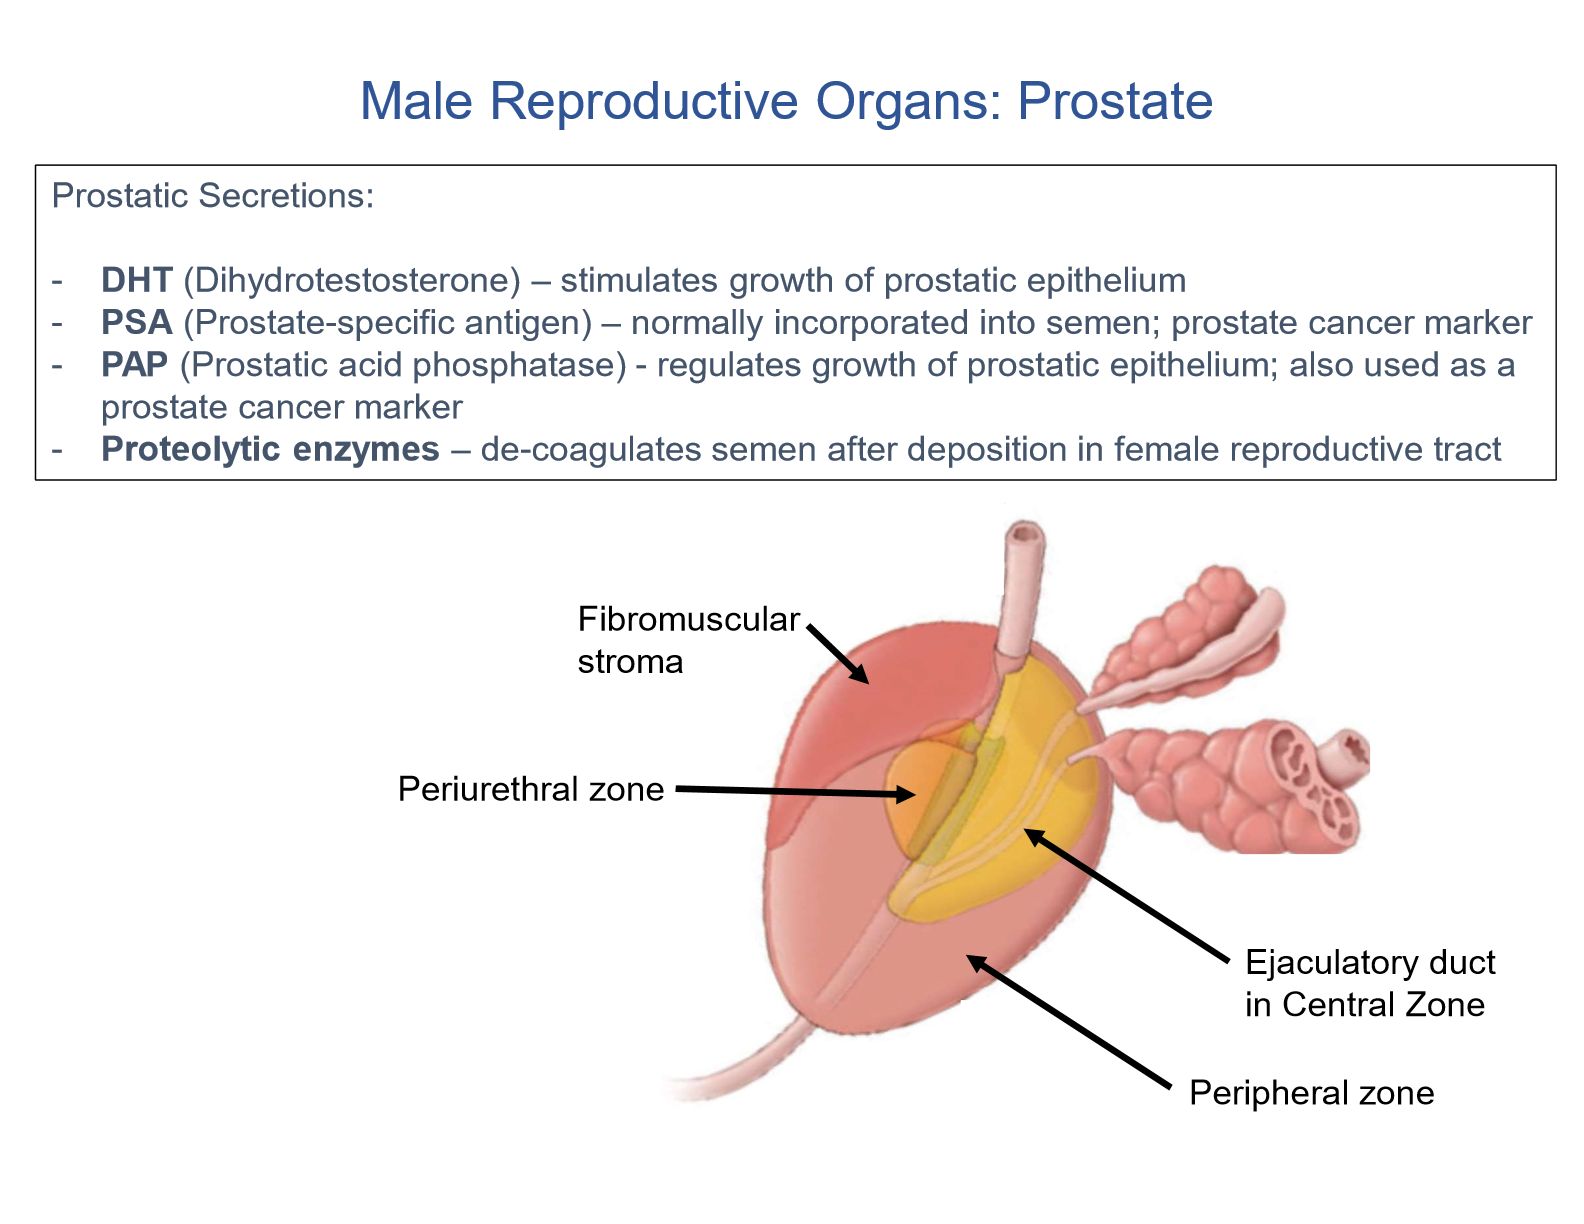 Male Reproductive Organs: Prostate
Prostatic Secretions:
- DHT (Dihydrotestosterone) – stimulates growth of prostatic epithelium
- PSA (Prostate-specific antigen) – normally incorporated into semen; prostate cancer marker
- PAP (Prostatic acid phosphatase) - regulates growth of prostatic epithelium; also used as a
prostate cancer marker
- Proteolytic enzymes – de-coagulates semen after deposition in female reproductive tract
Fibromuscular
stroma
Periurethral zone
Ejaculatory duct
in Central Zone
Peripheral zone